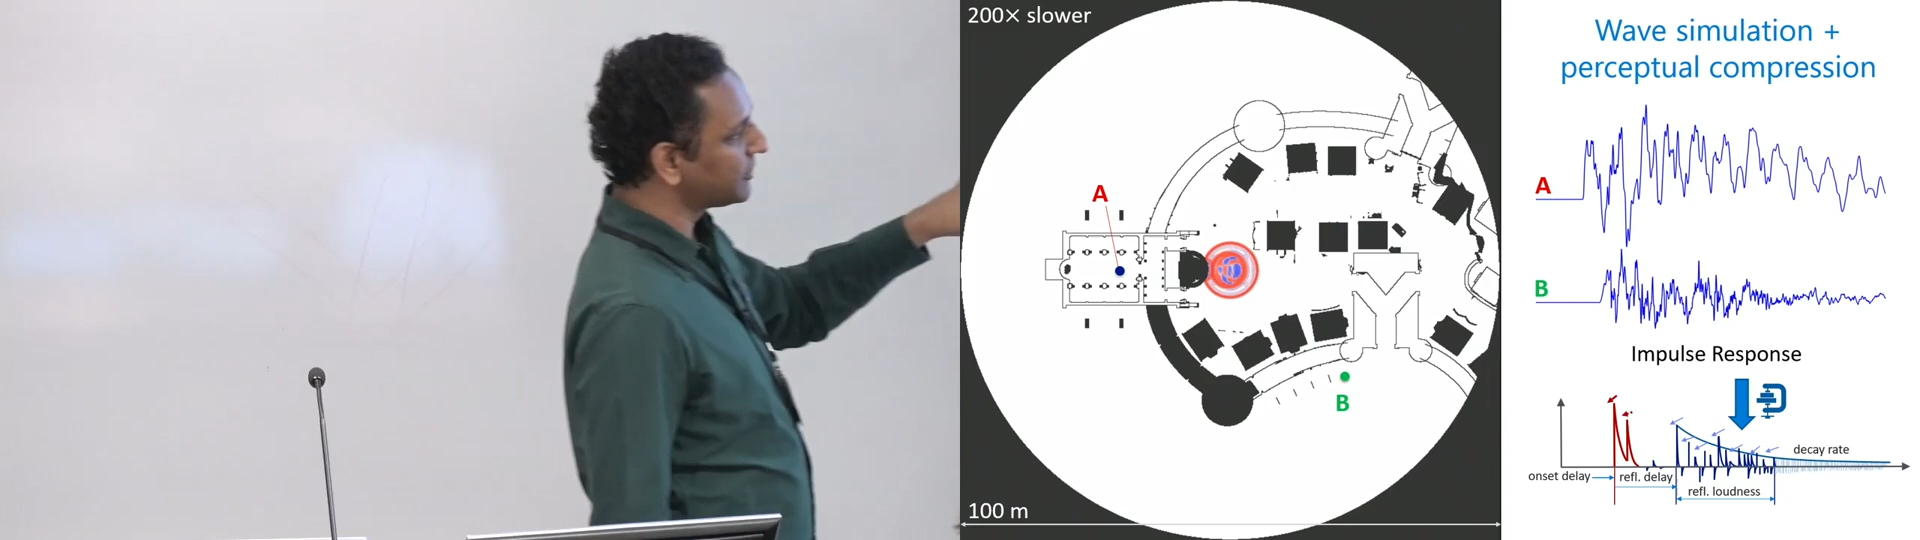 200× slower
A
B
100 m
Wave simulation +
perceptual compression
A
B
Impulse Response
decay rate
onset delay
refl. delay
refl. loudness